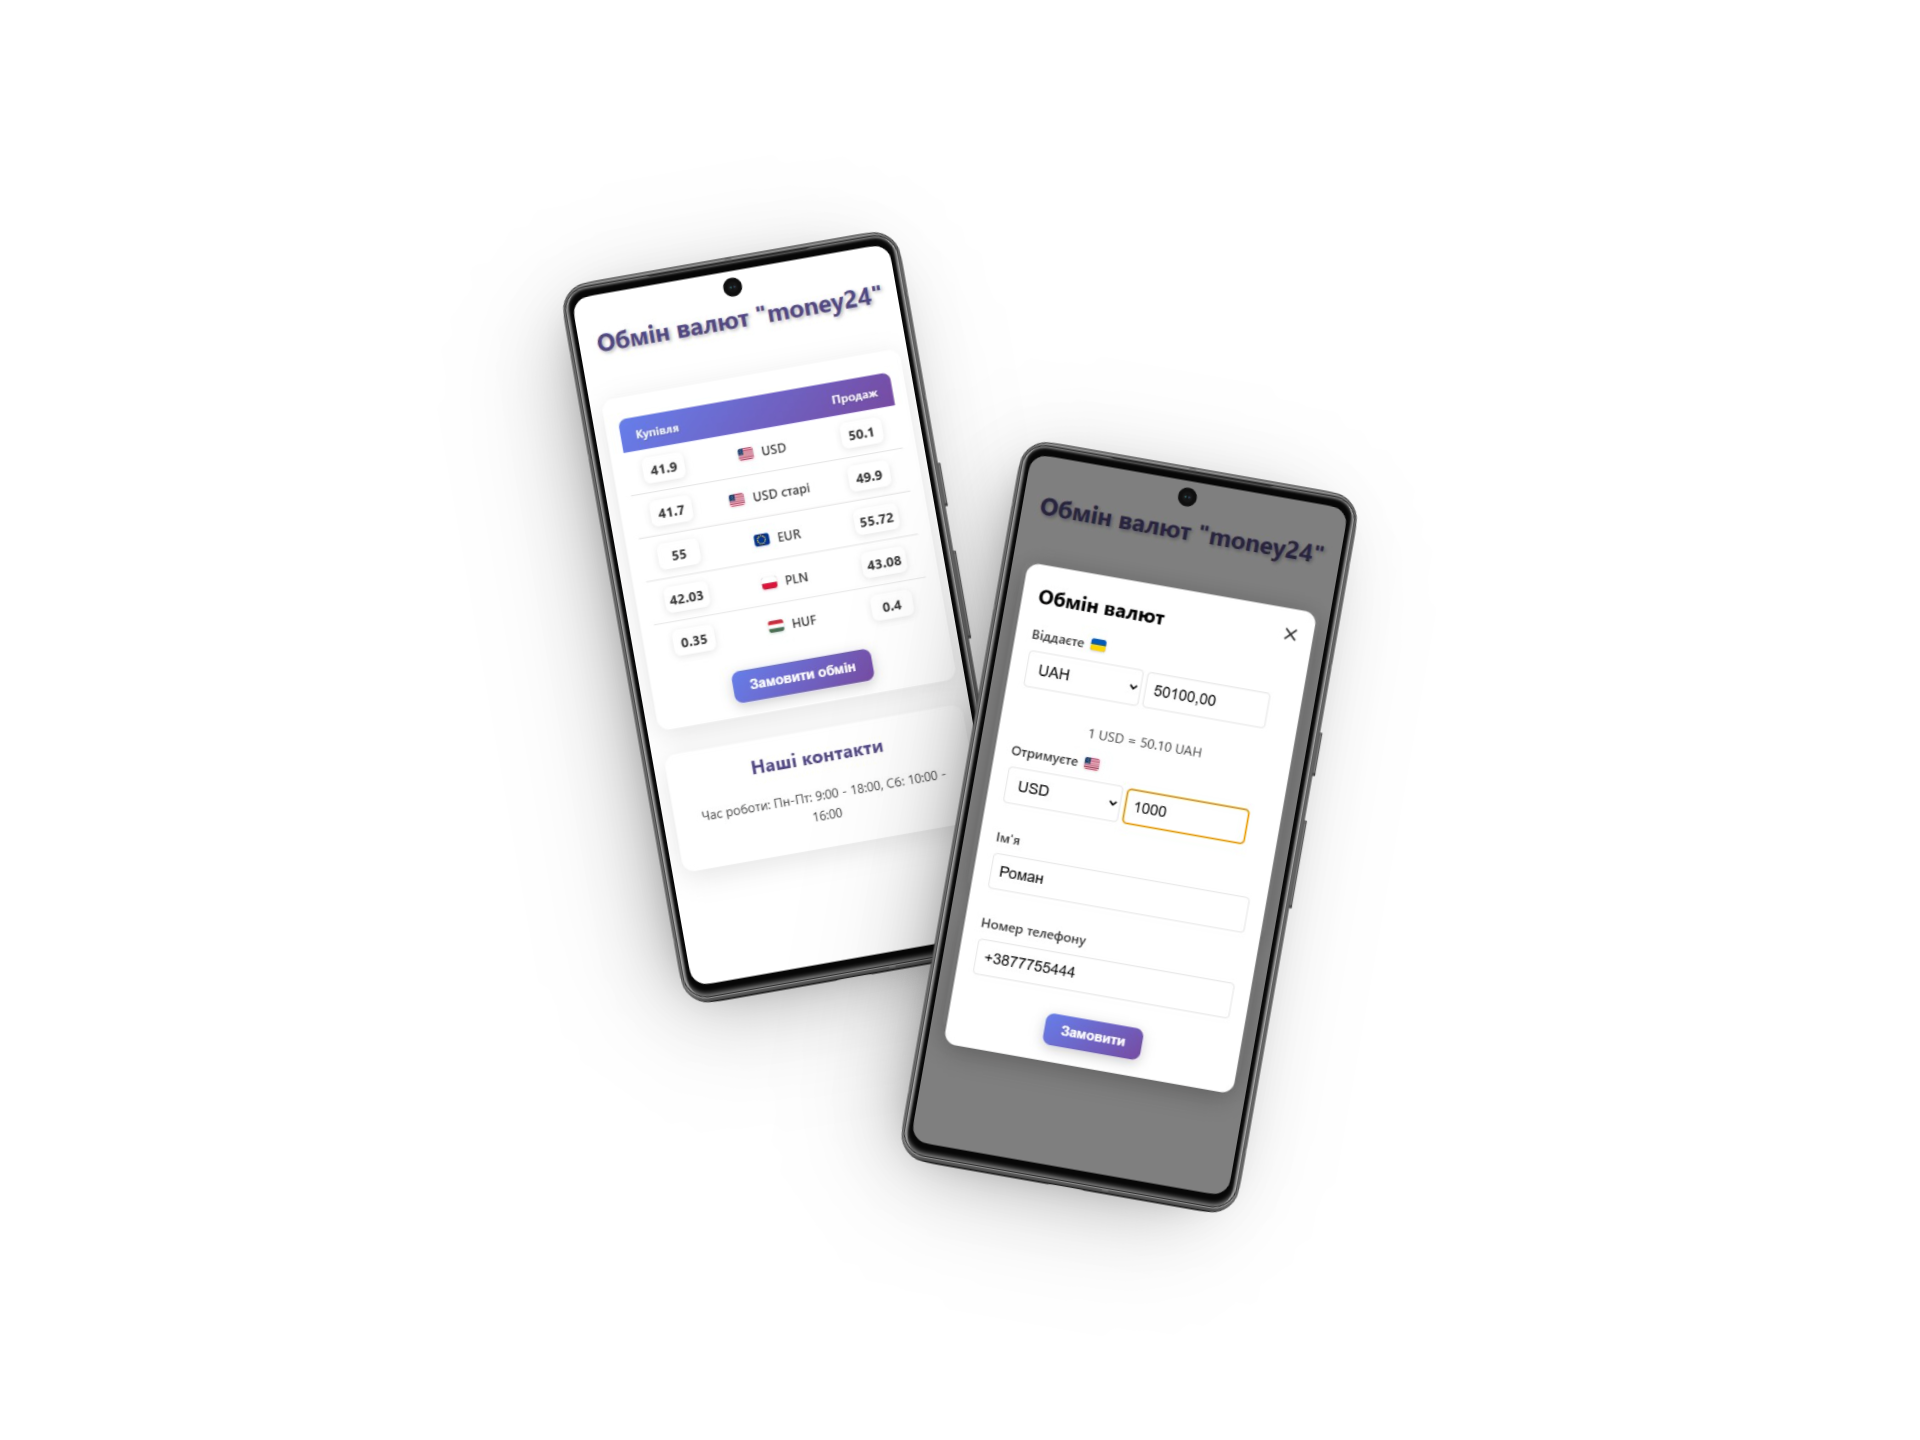 Обмін валют "money24"
Купівля Продаж
41.9 USD 50.1
41.7 USD старі 49.9
55 EUR 55.72
42.03 PLN 43.08
0.35 HUF 0.4
Замовити обмін
Наші контакти
Час роботи: Пн-Пт: 9:00 - 18:00, Сб: 10:00 -
16:00
Обмін валют "money24"
Обмін валют
Віддаєте
UAH 50100,00
1 USD = 50.10 UAH
Отримуєте
USD 1000
Ім'я
Роман
Номер телефону
+3877755444
Замовити